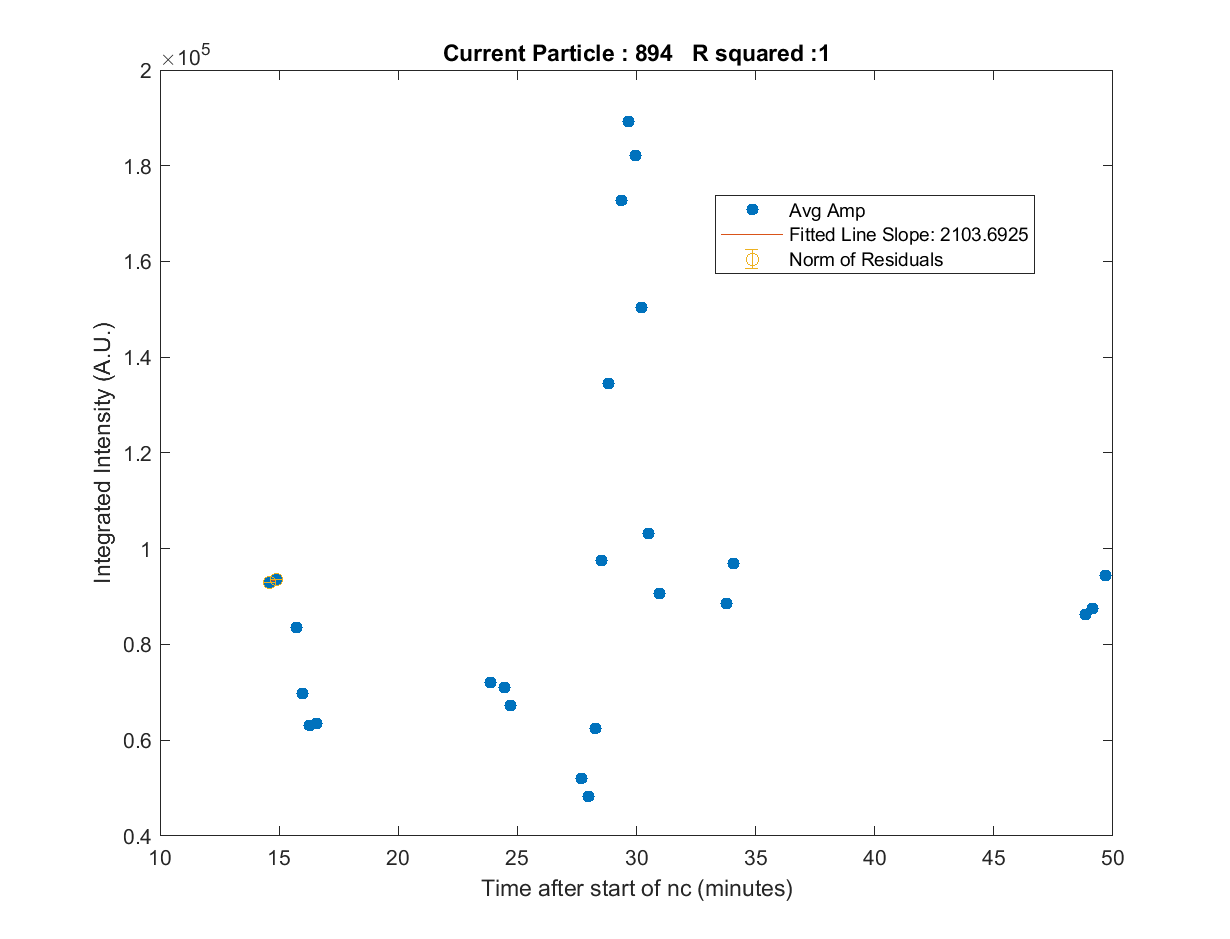 Current Particle : 894 R squared :1
×10^5
2
1.8
1.6
1.4
1.2
1
0.8
0.6
0.4
Integrated Intensity (A.U.)
Avg Amp
Fitted Line Slope: 2103.6925
Norm of Residuals
10 15 20 25 30 35 40 45 50
Time after start of nc (minutes)